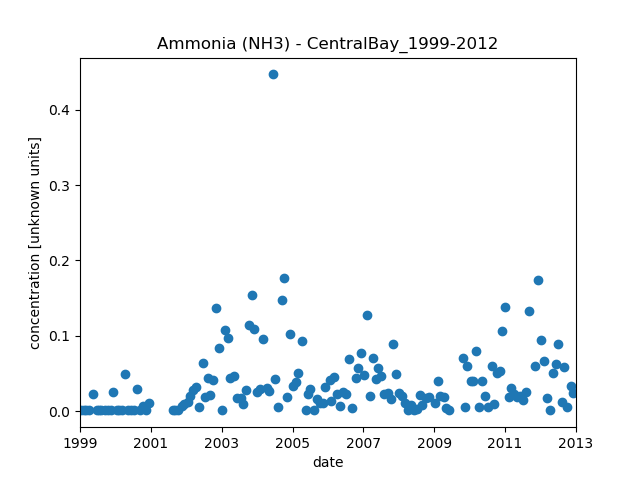 Ammonia (NH3) - CentralBay_1999-2012
concentration [unknown units]
0.4
0.3
0.2
0.1
0.0
1999 2001 2003 2005 2007 2009 2011 2013
date